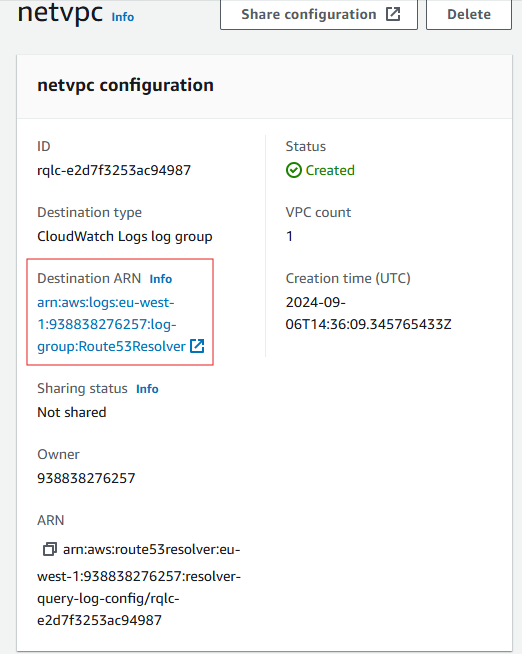 netvpc Info
Share configuration
Delete
netvpc configuration
ID
rqlc-e2d7f3253ac94987
Destination type
CloudWatch Logs log group
Destination ARN Info
arn:aws:logs:eu-west-
1:938838276257:log-
group:Route53Resolver
Sharing status Info
Not shared
Owner
938838276257
ARN
arn:aws:route53resolver:eu-
west-1:938838276257:resolver-
query-log-config/rqlc-
e2d7f3253ac94987
Status
Created
VPC count
1
Creation time (UTC)
2024-09-
06T14:36:09.345765433Z